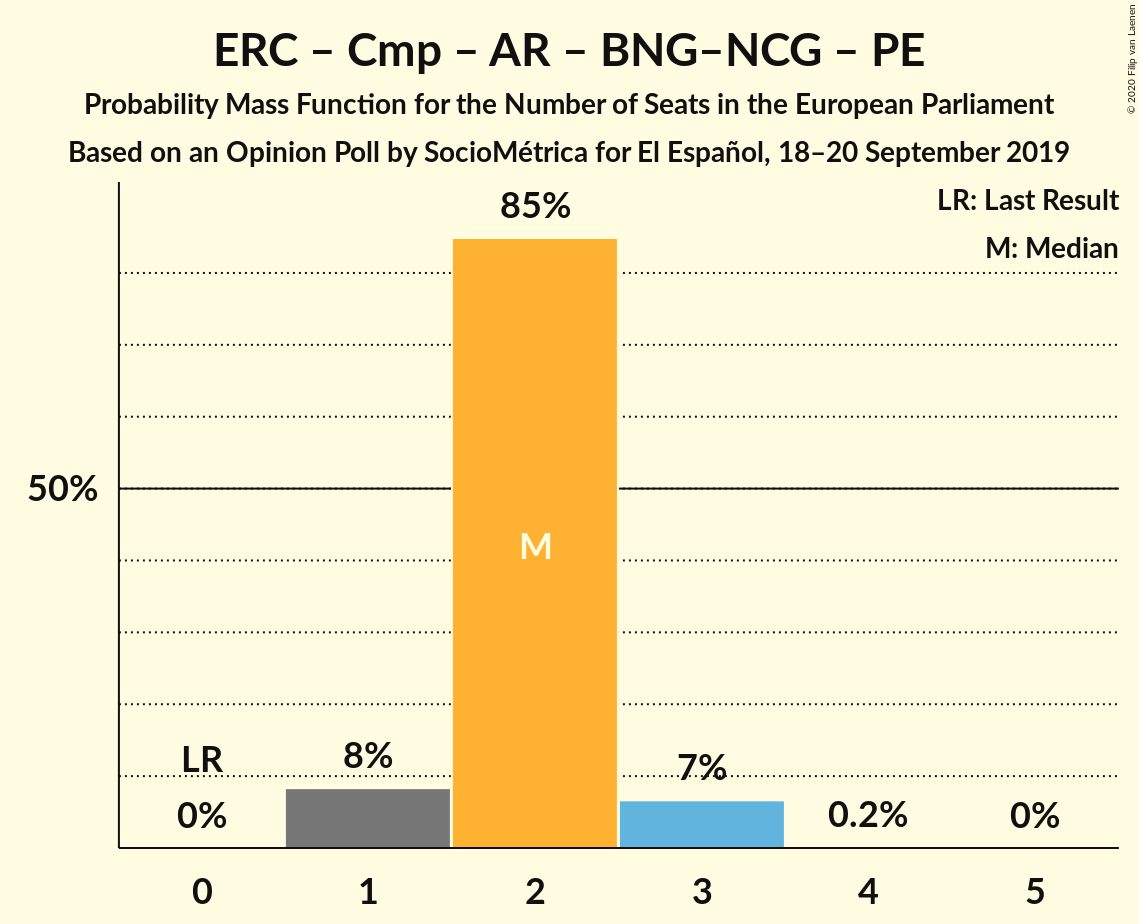 ERC – Cmp – AR – BNG–NCG – PE
Probability Mass Function for the Number of Seats in the European Parliament
Based on an Opinion Poll by SocioMétrica for El Español, 18–20 September 2019
© 2020 Filip van Laenen
LR: Last Result
M: Median
85%
50%
M
LR
8%
7%
0%
0.2%
0%
0 1 2 3 4 5